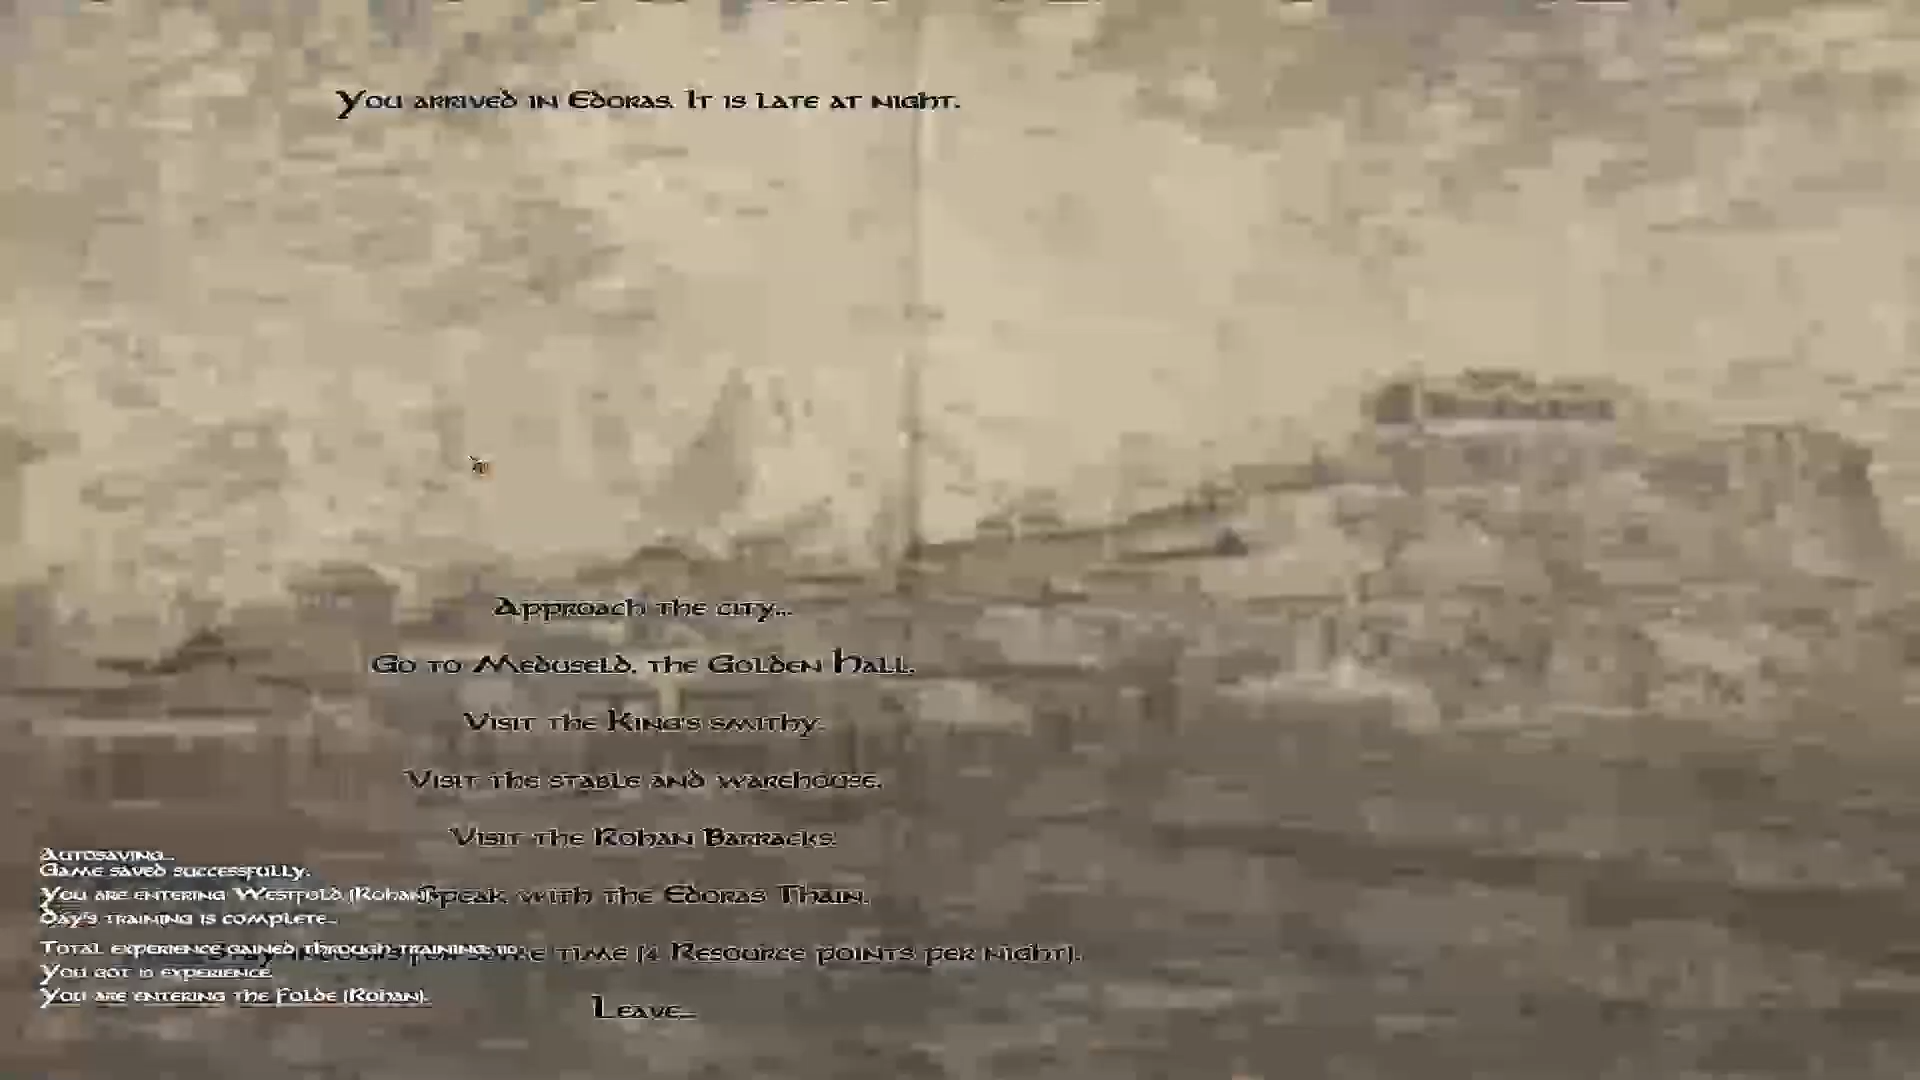 You arrived in Edoras. It is late at night.
Approach the city...
Go to Meduseld, the Golden Hall.
Visit the King's smithy.
Visit the stable and warehouse.
Visit the Rohan Barracks.
Speak with the Edoras Thain.
time (4 Resource points per night).
Leave...
Autosaving...
Game saved successfully.
You are entering Westfold (Rohan).
Day's training is complete...
Total experience gained through training: 110
You got 10 experience.
You are entering the Folde (Rohan).